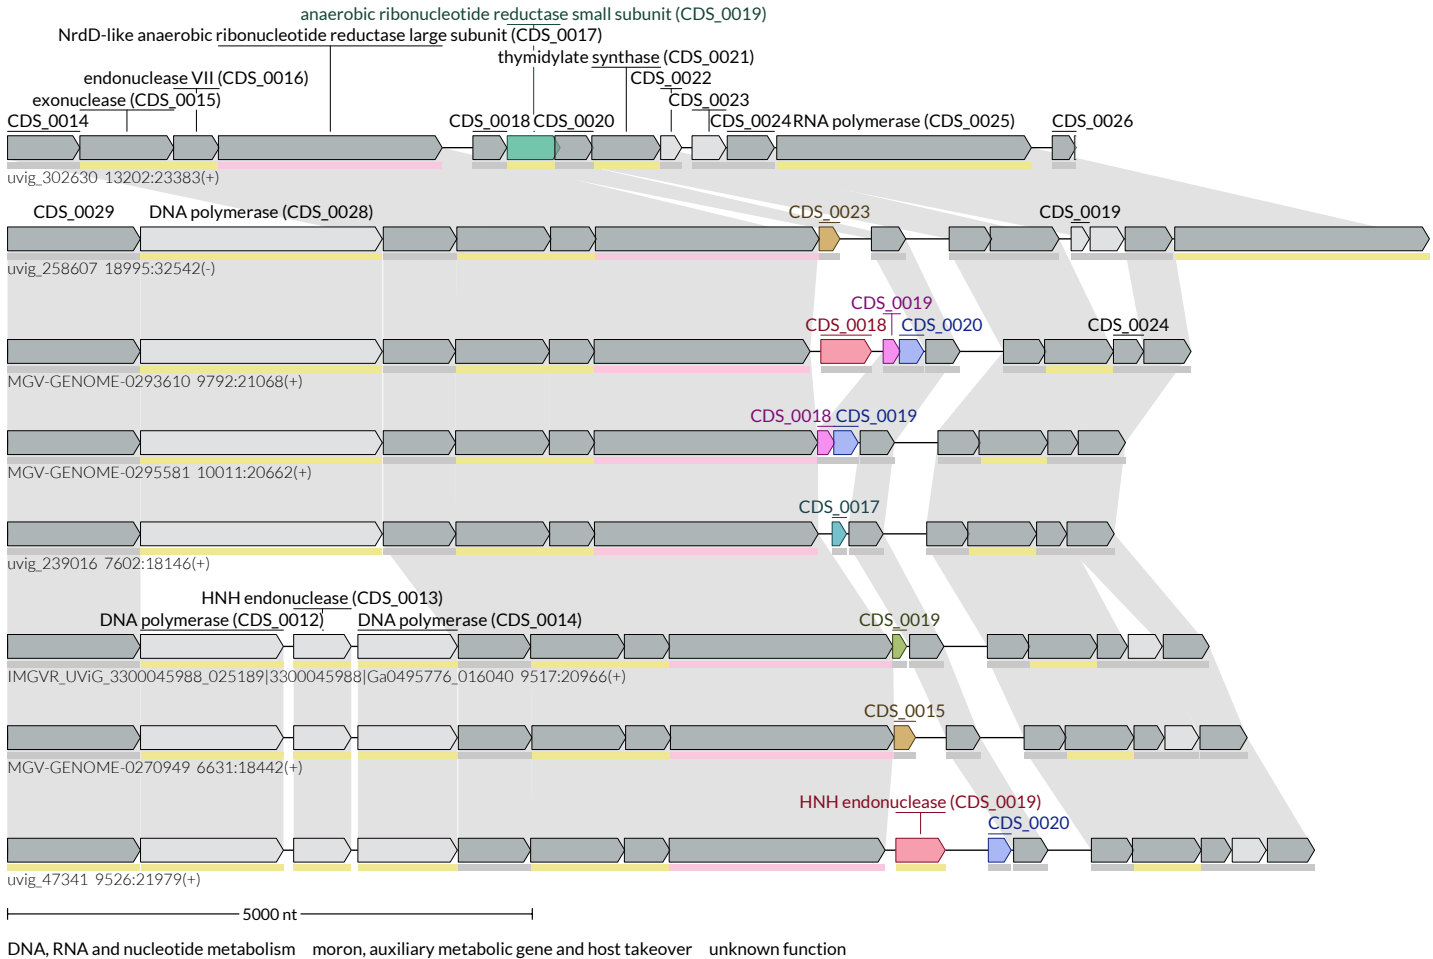 anaerobic ribonucleotide reductase small subunit (CDS_0019)
NrdD-like anaerobic ribonucleotide reductase large subunit (CDS_0017)
thymidylate synthase (CDS_0021)
endonuclease VII (CDS_0016) CDS_0022
exonuclease (CDS_0015) CDS_0023
CDS_0014 CDS_0018 CDS_0020 CDS_0024 RNA polymerase (CDS_0025) CDS_0026
uvig_302630 13202:23383(+)
CDS_0029 DNA polymerase (CDS_0028) CDS_0023 CDS_0019
uvig_258607 18995:32542(-)
CDS_0019
CDS_0018 CDS_0020 CDS_0024
MGV-GENOME-0293610 9792:21068(+)
CDS_0018 CDS_0019
MGV-GENOME-0295581 10011:20662(+)
CDS_0017
uvig_239016 7602:18146(+)
HNH endonuclease (CDS_0013)
DNA polymerase (CDS_0012) DNA polymerase (CDS_0014) CDS_0019
IMGVR_UViG_3300045988_025189|3300045988|Ga0495776_016040 9517:20966(+)
CDS_0015
MGV-GENOME-0270949 6631:18442(+)
HNH endonuclease (CDS_0019)
CDS_0020
uvig_47341 9526:21979(+)
5000 nt
DNA, RNA and nucleotide metabolism moron, auxiliary metabolic gene and host takeover unknown function